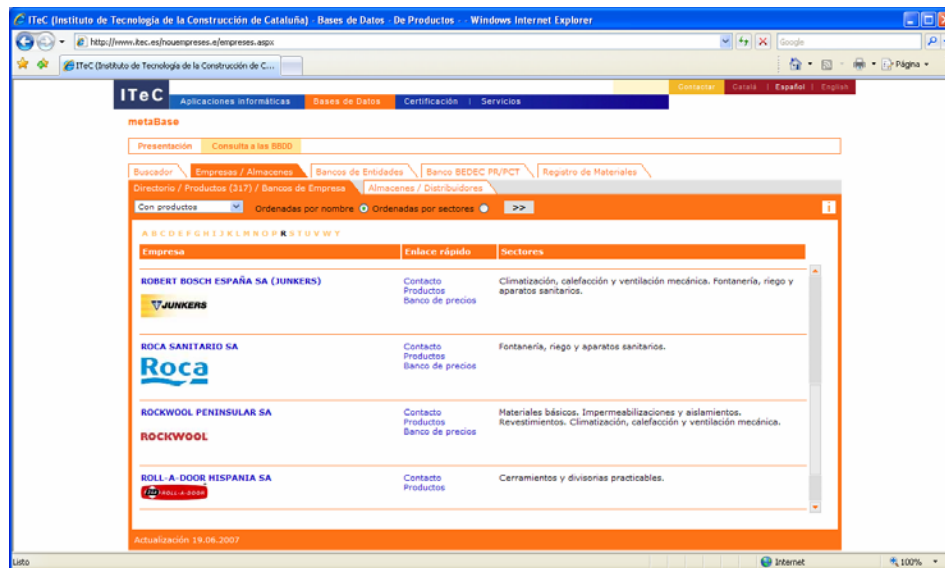 ITeC (Instituto de Tecnología de la Construcción de Cataluña) - Bases de Datos - De Productos - - Windows Internet Explorer
http://www.itec.es/nouempreses.e/empreses.aspx
Google
ITeC (Instituto de Tecnología de la Construcción de C...
Página
ITeC
Contactar Català | Español | English
Aplicaciones informáticas Bases de Datos Certificación | Servicios
metaBase
Presentación Consulta a las BBDD
Buscador Empresas / Almacenes Bancos de Entidades Banco BEDEC PR/PCT Registro de Materiales
Directorio / Productos (317) / Bancos de Empresa Almacenes / Distribuidores
Con productos Ordenadas por nombre Ordenadas por sectores >> i
A B C D E F G H I J K L M N O P R S T U V W Y
Empresa Enlace rápido Sectores
ROBERT BOSCH ESPAÑA SA (JUNKERS) Contacto Climatización, calefacción y ventilación mecánica. Fontanería, riego y
Productos aparatos sanitarios.
JUNKERS Banco de precios
ROCA SANITARIO SA Contacto Fontanería, riego y aparatos sanitarios.
Productos
Roca Banco de precios
ROCKWOOL PENINSULAR SA Contacto Materiales básicos. Impermeabilizaciones y aislamientos.
Productos Revestimientos. Climatización, calefacción y ventilación mecánica.
ROCKWOOL Banco de precios
ROLL-A-DOOR HISPANIA SA Contacto Cerramientos y divisorias practicables.
ROLL-A-DOOR Productos
Actualización 19.06.2007
Listo Internet 100%